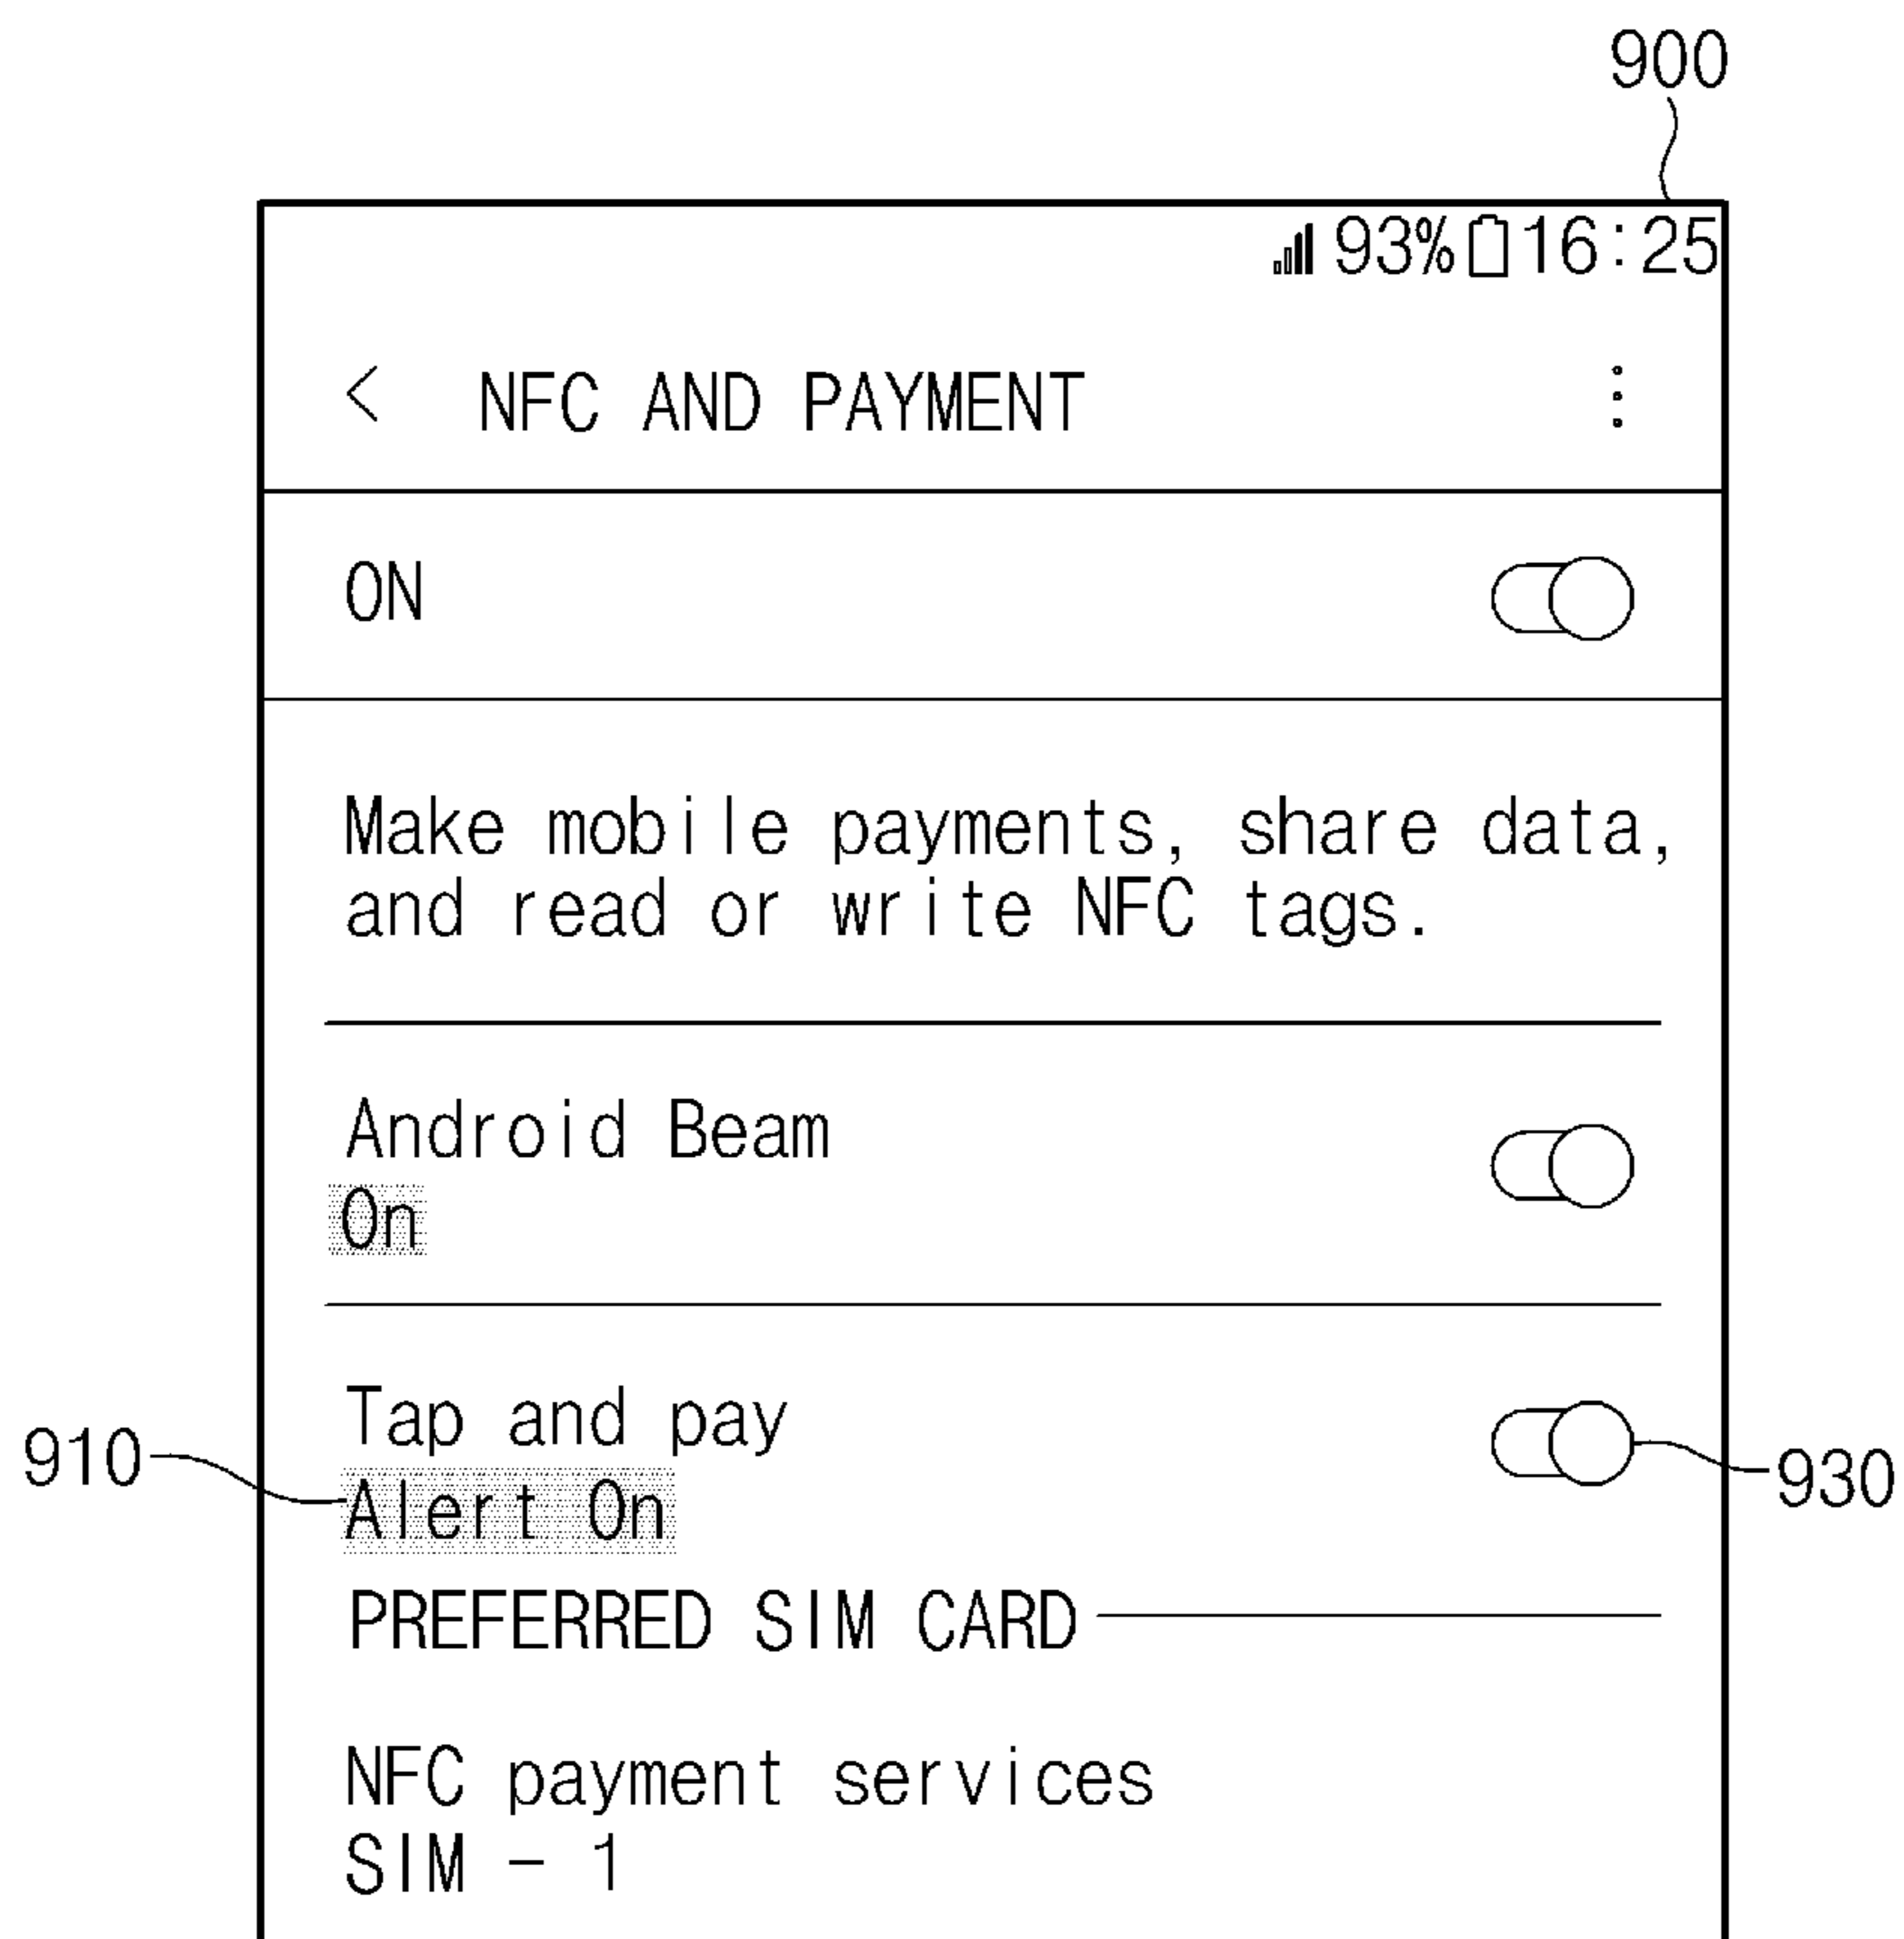 900
93% 16:25
< NFC AND PAYMENT
ON
Make mobile payments, share data,
and read or write NFC tags.
Android Beam
On
Tap and pay
910
Alert On
930
PREFERRED SIM CARD
NFC payment services
SIM - 1